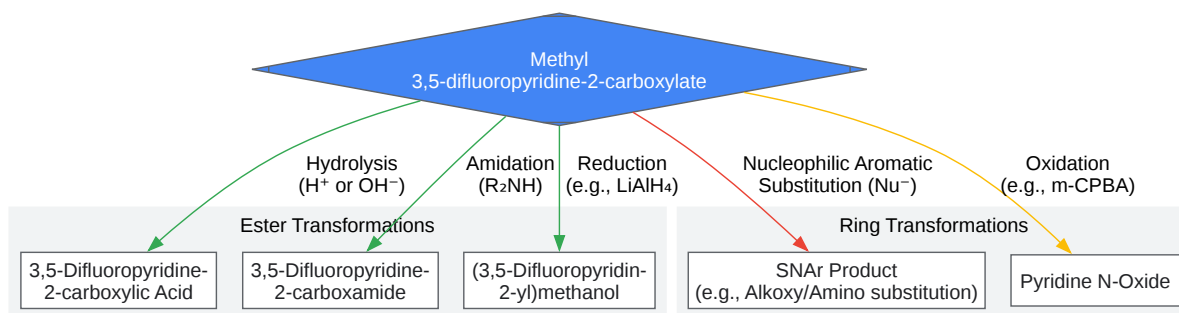 Methyl
3,5-difluoropyridine-2-carboxylate
Hydrolysis
(H⁺ or OH⁻)
Amidation
(R₂NH)
Reduction
(e.g., LiAlH₄)
Nucleophilic Aromatic
Substitution (Nu⁻)
Oxidation
(e.g., m-CPBA)
Ester Transformations
Ring Transformations
3,5-Difluoropyridine-
2-carboxylic Acid
3,5-Difluoropyridine-
2-carboxamide
(3,5-Difluoropyridin-
2-yl)methanol
SNAr Product
(e.g., Alkoxy/Amino substitution)
Pyridine N-Oxide